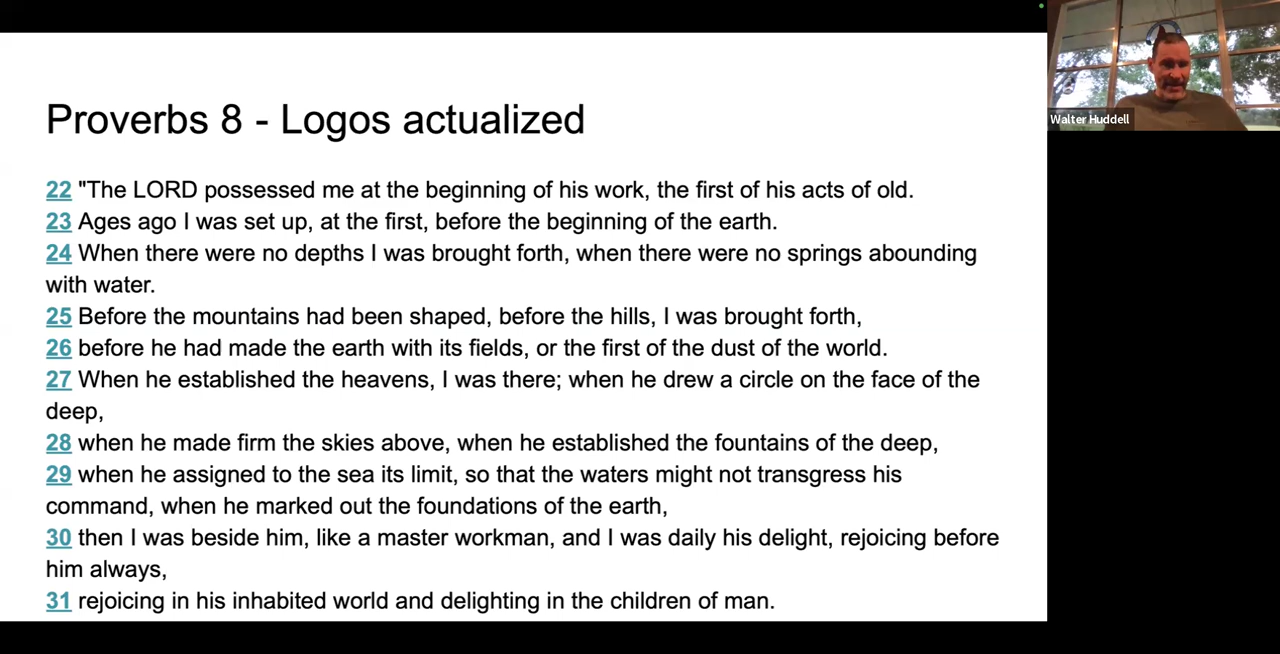 Proverbs 8 - Logos actualized
22 "The LORD possessed me at the beginning of his work, the first of his acts of old.
23 Ages ago I was set up, at the first, before the beginning of the earth.
24 When there were no depths I was brought forth, when there were no springs abounding
with water.
25 Before the mountains had been shaped, before the hills, I was brought forth,
26 before he had made the earth with its fields, or the first of the dust of the world.
27 When he established the heavens, I was there; when he drew a circle on the face of the
deep,
28 when he made firm the skies above, when he established the fountains of the deep,
29 when he assigned to the sea its limit, so that the waters might not transgress his
command, when he marked out the foundations of the earth,
30 then I was beside him, like a master workman, and I was daily his delight, rejoicing before
him always,
31 rejoicing in his inhabited world and delighting in the children of man.
Walter Huddell